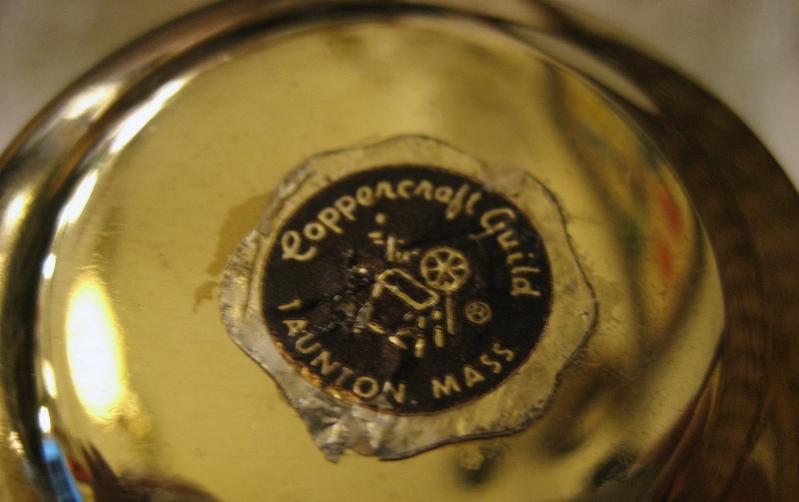 Coppercraft Guild
TAUNTON. MASS
®